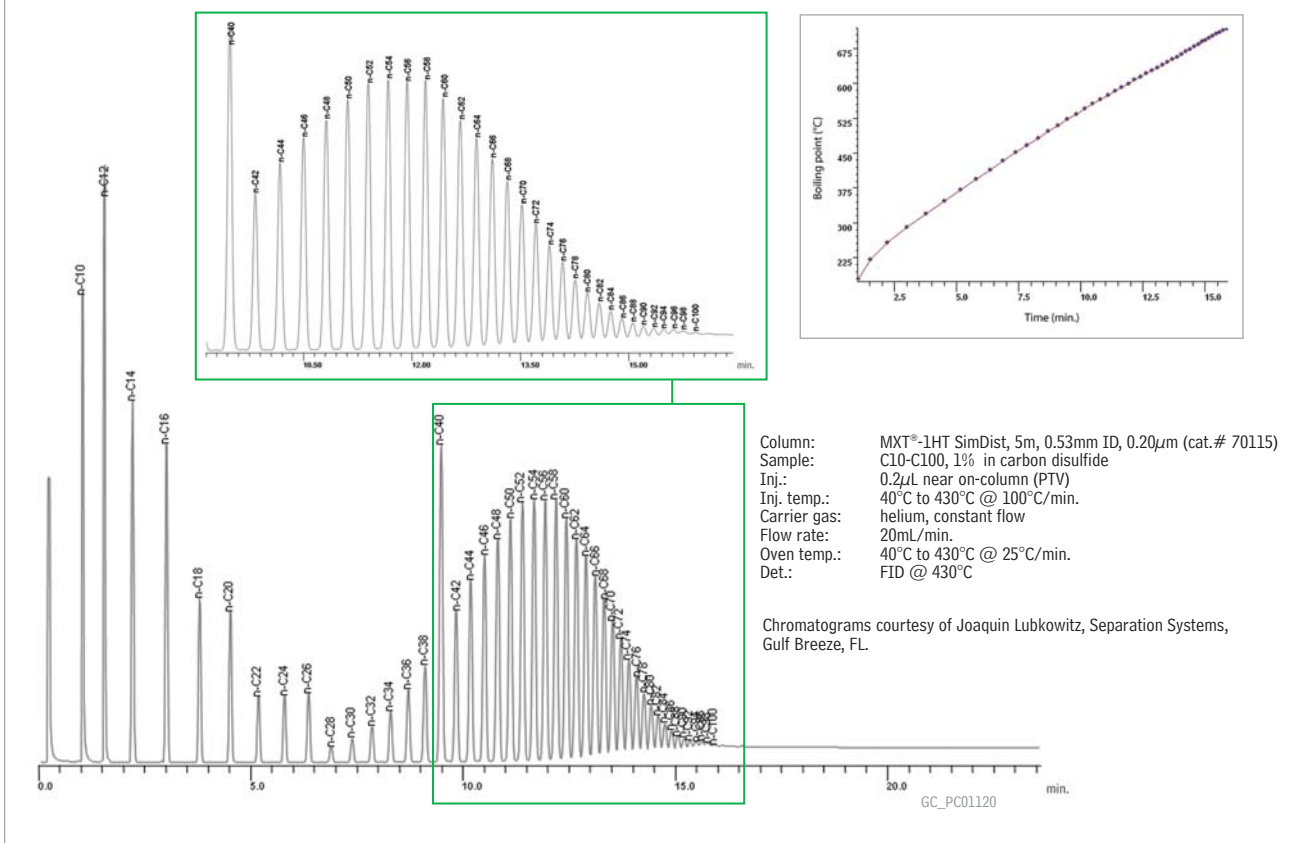 n-C40
n-C42
n-C44
n-C46
n-C48
n-C50
n-C52
n-C54
n-C56
n-C58
n-C60
n-C62
n-C64
n-C66
n-C68
n-C70
n-C72
n-C74
n-C76
n-C78
n-C80
n-C82
n-C84
n-C86
n-C88
n-C90
n-C92
n-C94
n-C96
n-C98
n-C100
10.50 12.00 13.50 15.00 min.
Boiling point (°C)
675
600
525
450
375
300
225
2.5 5.0 7.5 10.0 12.5 15.0
Time (min.)
n-C10
n-C12
n-C14
n-C16
n-C18
n-C20
n-C22
n-C24
n-C26
n-C28
n-C30
n-C32
n-C34
n-C36
n-C38
n-C40
n-C42
n-C44
n-C46
n-C48
n-C50
n-C52
n-C54
n-C56
n-C58
n-C60
n-C62
n-C64
n-C66
n-C68
n-C70
n-C72
n-C74
n-C76
n-C78
n-C80
n-C82
n-C84
n-C86
n-C100
0.0 5.0 10.0 15.0 20.0 min.
Column: MXT®-1HT SimDist, 5m, 0.53mm ID, 0.20µm (cat.# 70115)
Sample: C10-C100, 1% in carbon disulfide
Inj.: 0.2µL near on-column (PTV)
Inj. temp.: 40°C to 430°C @ 100°C/min.
Carrier gas: helium, constant flow
Flow rate: 20mL/min.
Oven temp.: 40°C to 430°C @ 25°C/min.
Det.: FID @ 430°C
Chromatograms courtesy of Joaquin Lubkowitz, Separation Systems,
Gulf Breeze, FL.
GC_PC01120